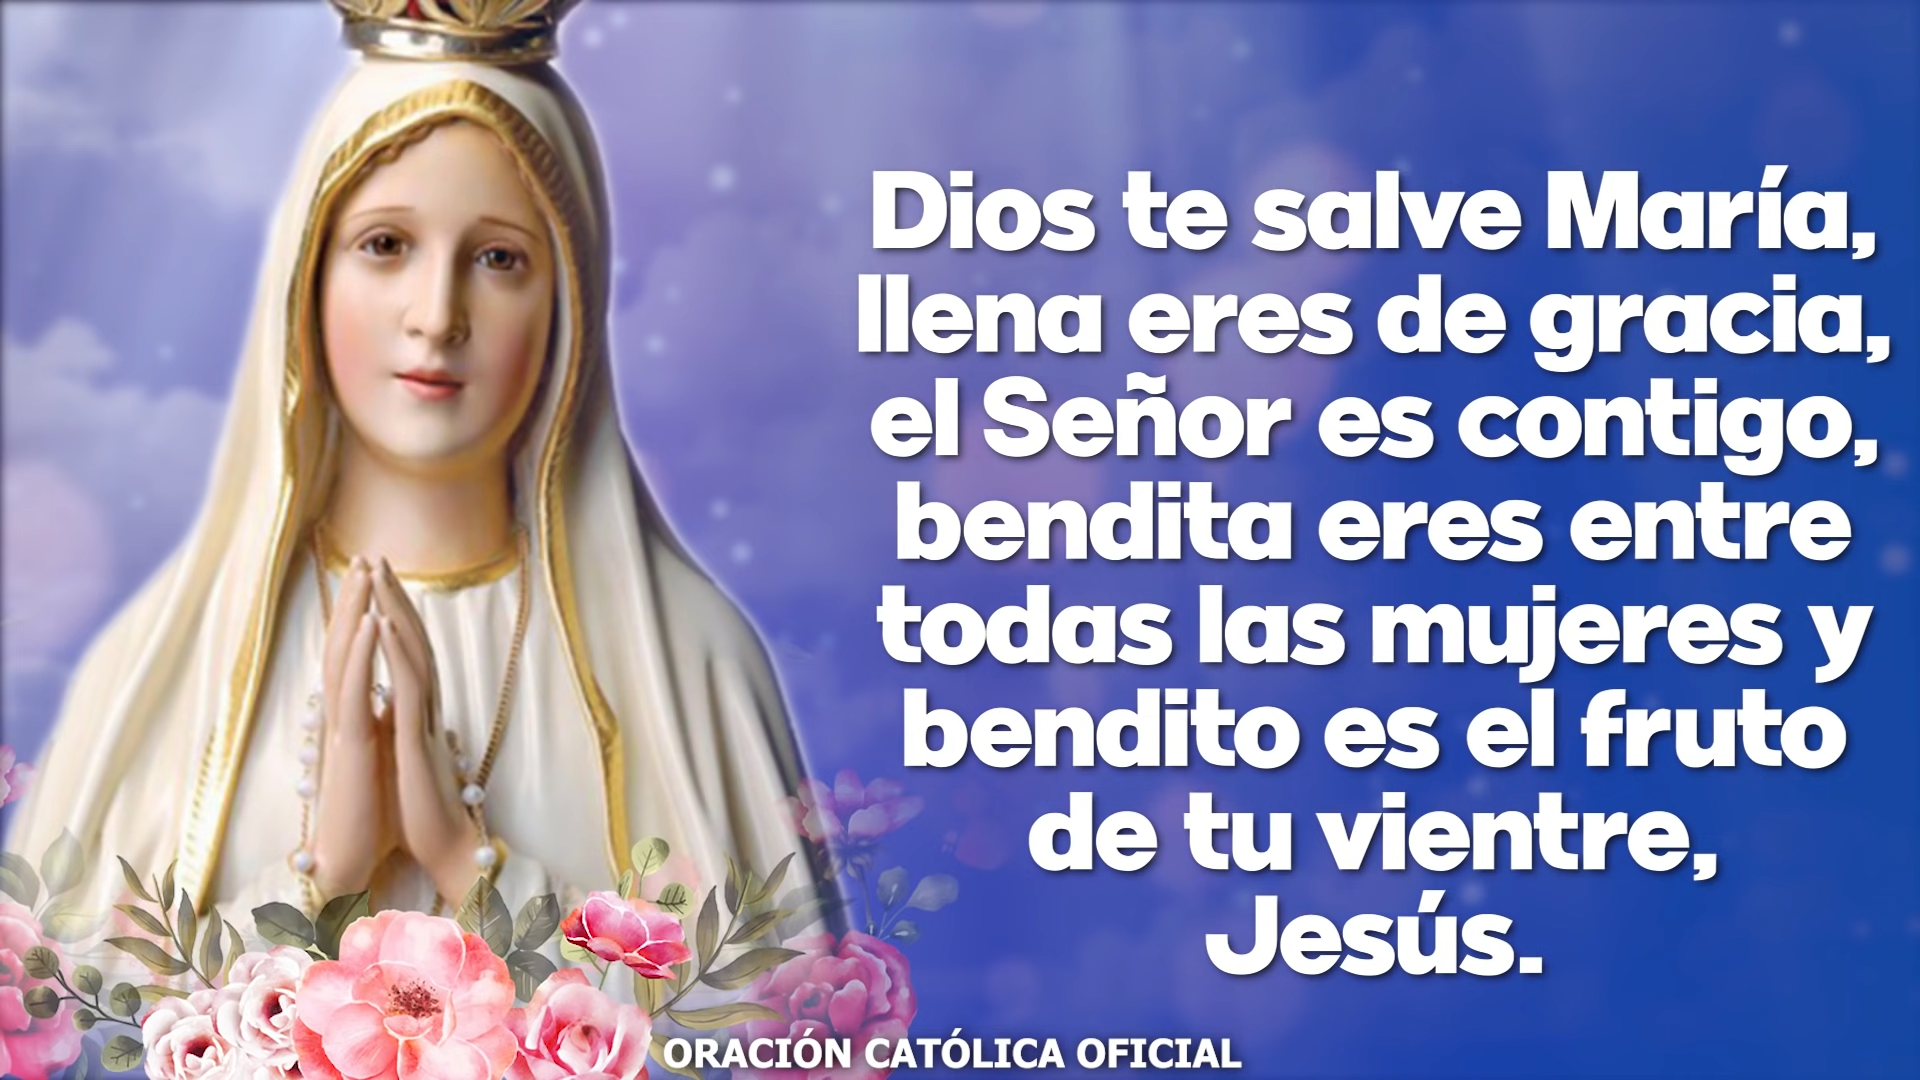 Dios te salve María,
llena eres de gracia,
el Señor es contigo,
bendita eres entre
todas las mujeres y
bendito es el fruto
de tu vientre,
Jesús.
ORACIÓN CATÓLICA OFICIAL